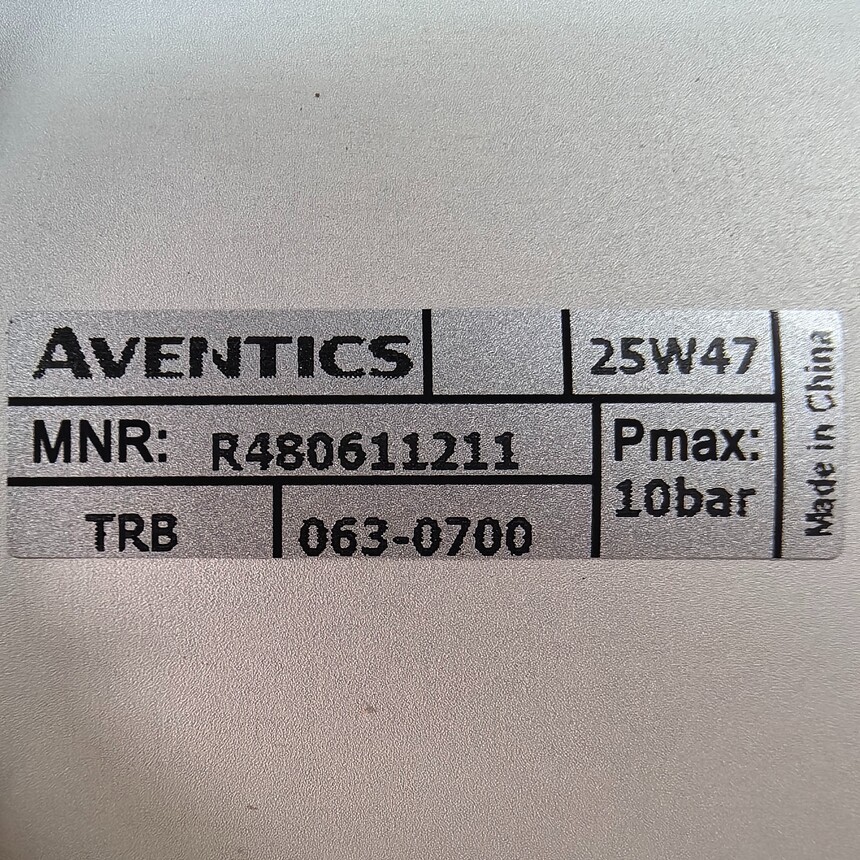 AVENTICS 25W47
MNR: R480611211 Pmax:
10bar
TRB 063-0700
Made in China